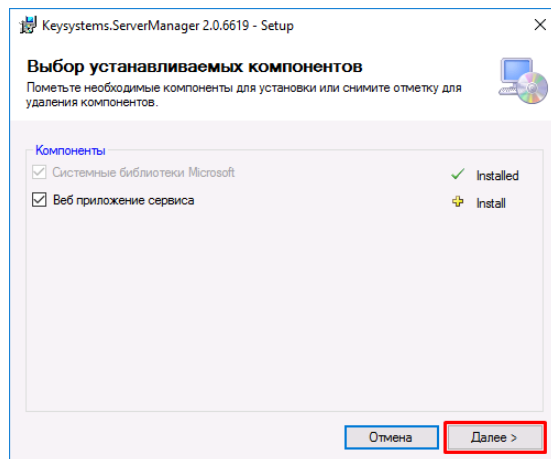 Keysystems.ServerManager 2.0.6619 - Setup
Выбор устанавливаемых компонентов
Пометьте необходимые компоненты для установки или снимите отметку для
удаления компонентов.
Компоненты
Системные библиотеки Microsoft
Installed
Веб приложение сервиса
Install
Отмена
Далее >